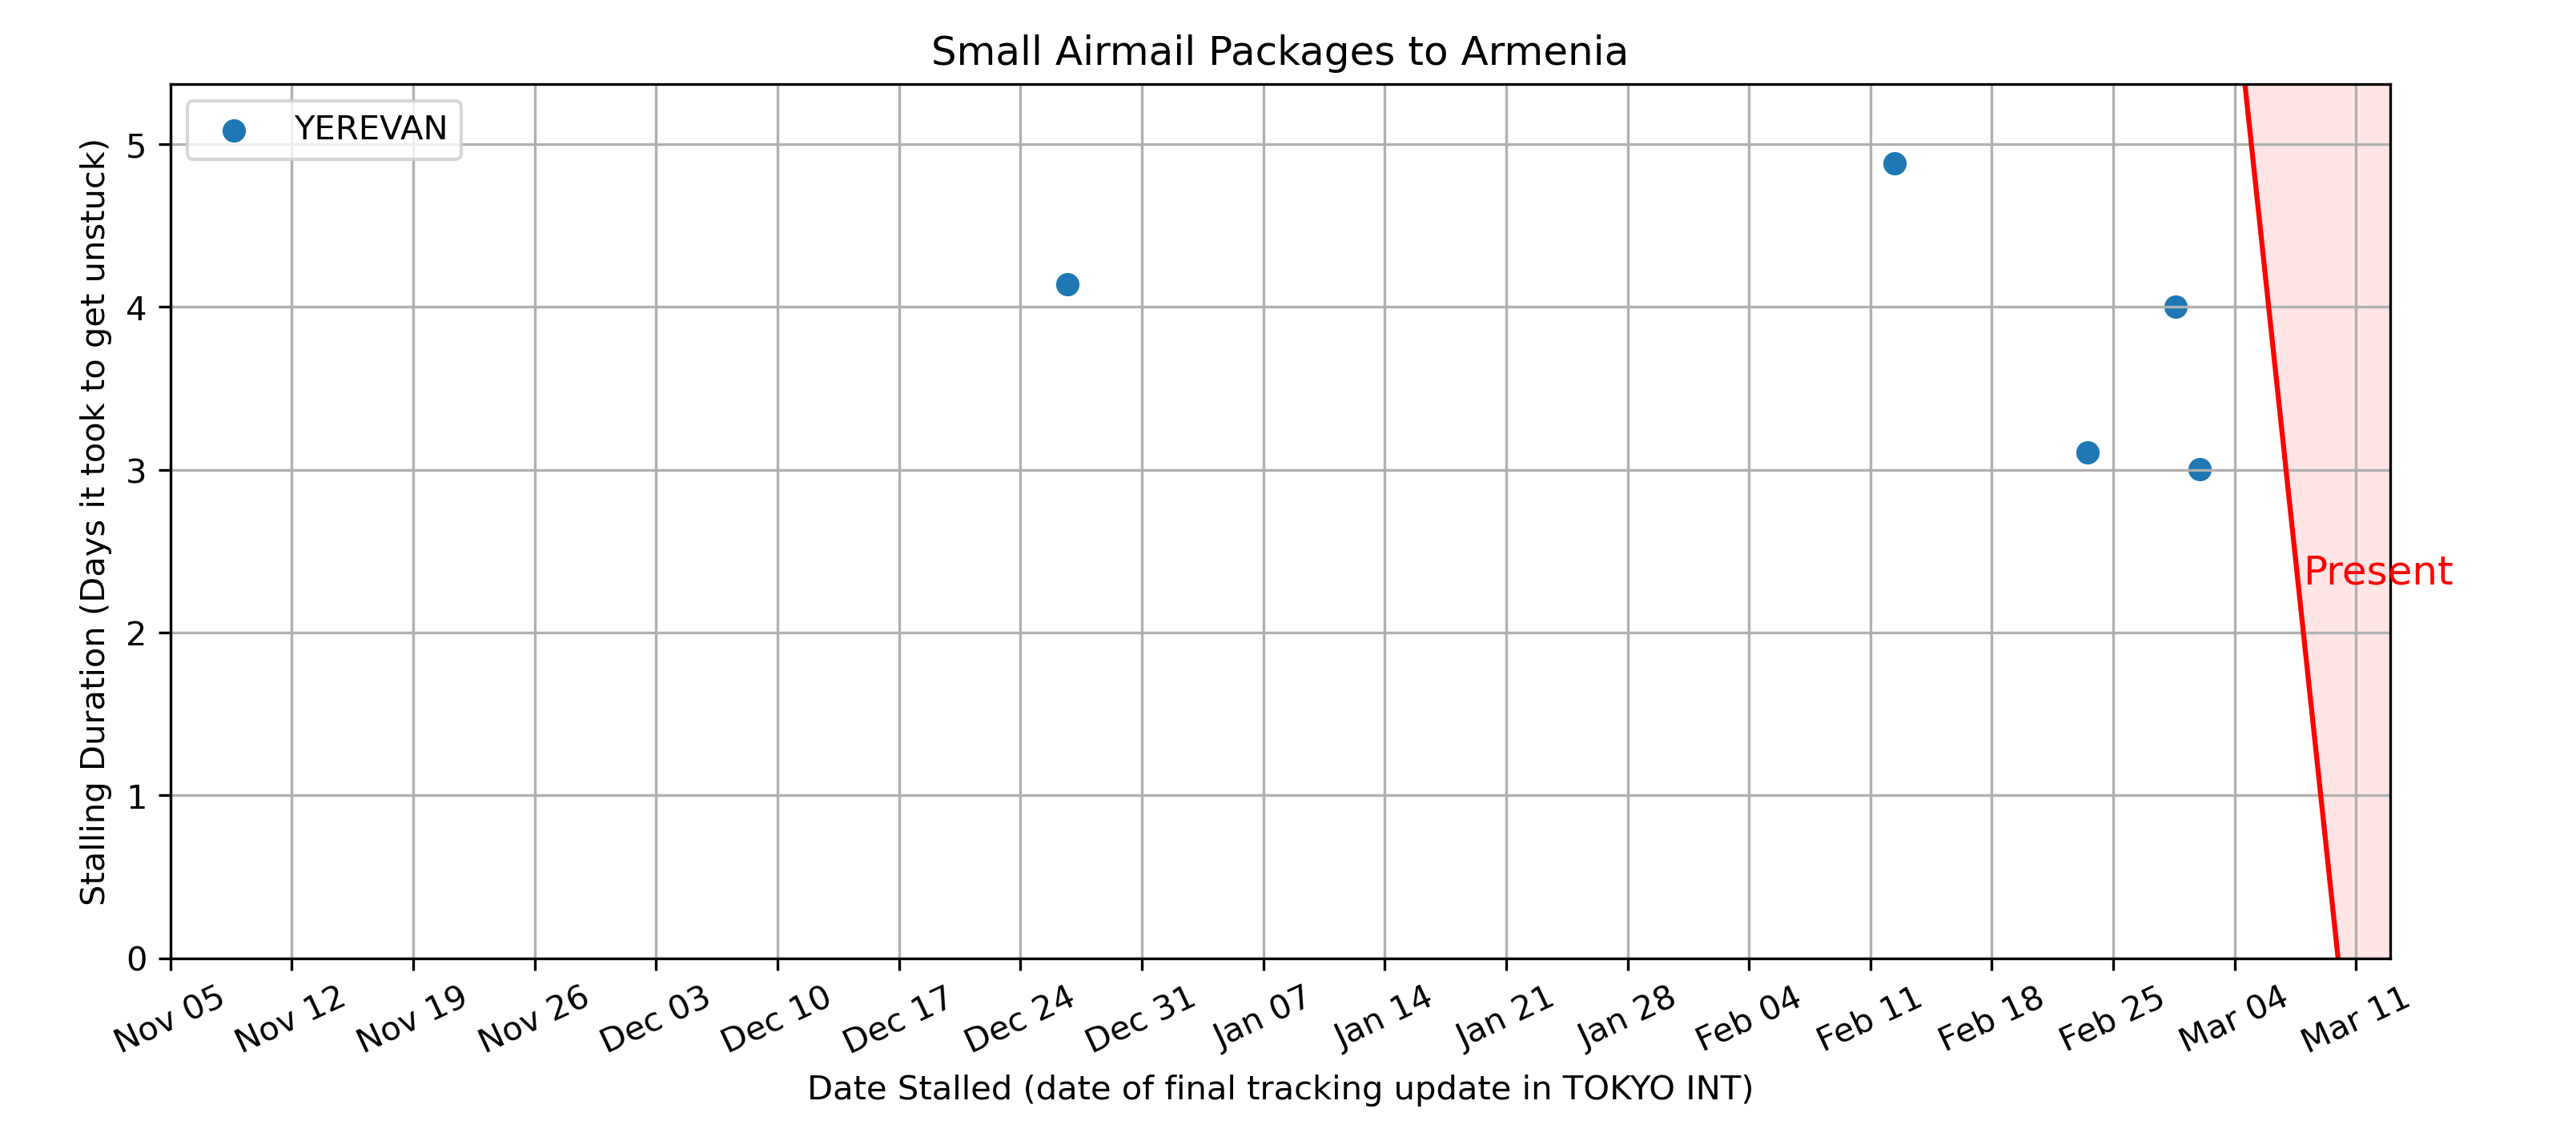 Small Airmail Packages to Armenia
YEREVAN
Stalling Duration (Days it took to get unstuck)
5
4
3
2
1
0
Present
Nov 05
Nov 12
Nov 19
Nov 26
Dec 03
Dec 10
Dec 17
Dec 24
Dec 31
Jan 07
Jan 14
Jan 21
Jan 28
Feb 04
Feb 11
Feb 18
Feb 25
Mar 04
Mar 11
Date Stalled (date of final tracking update in TOKYO INT)